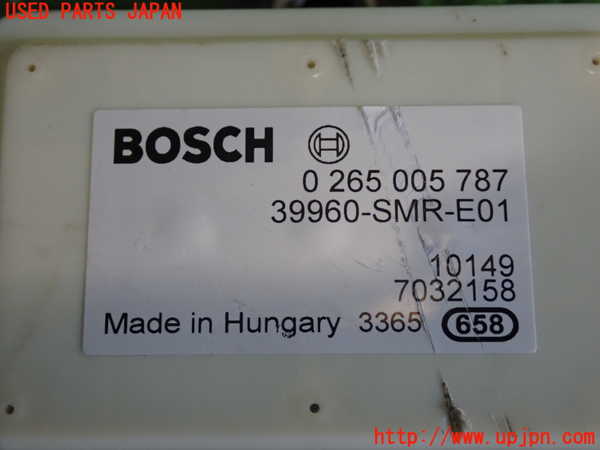 USED PARTS JAPAN
BOSCH
0 265 005 787
39960-SMR-E01
10149
7032158
Made in Hungary 3365 658
http://www-upjpn.com/